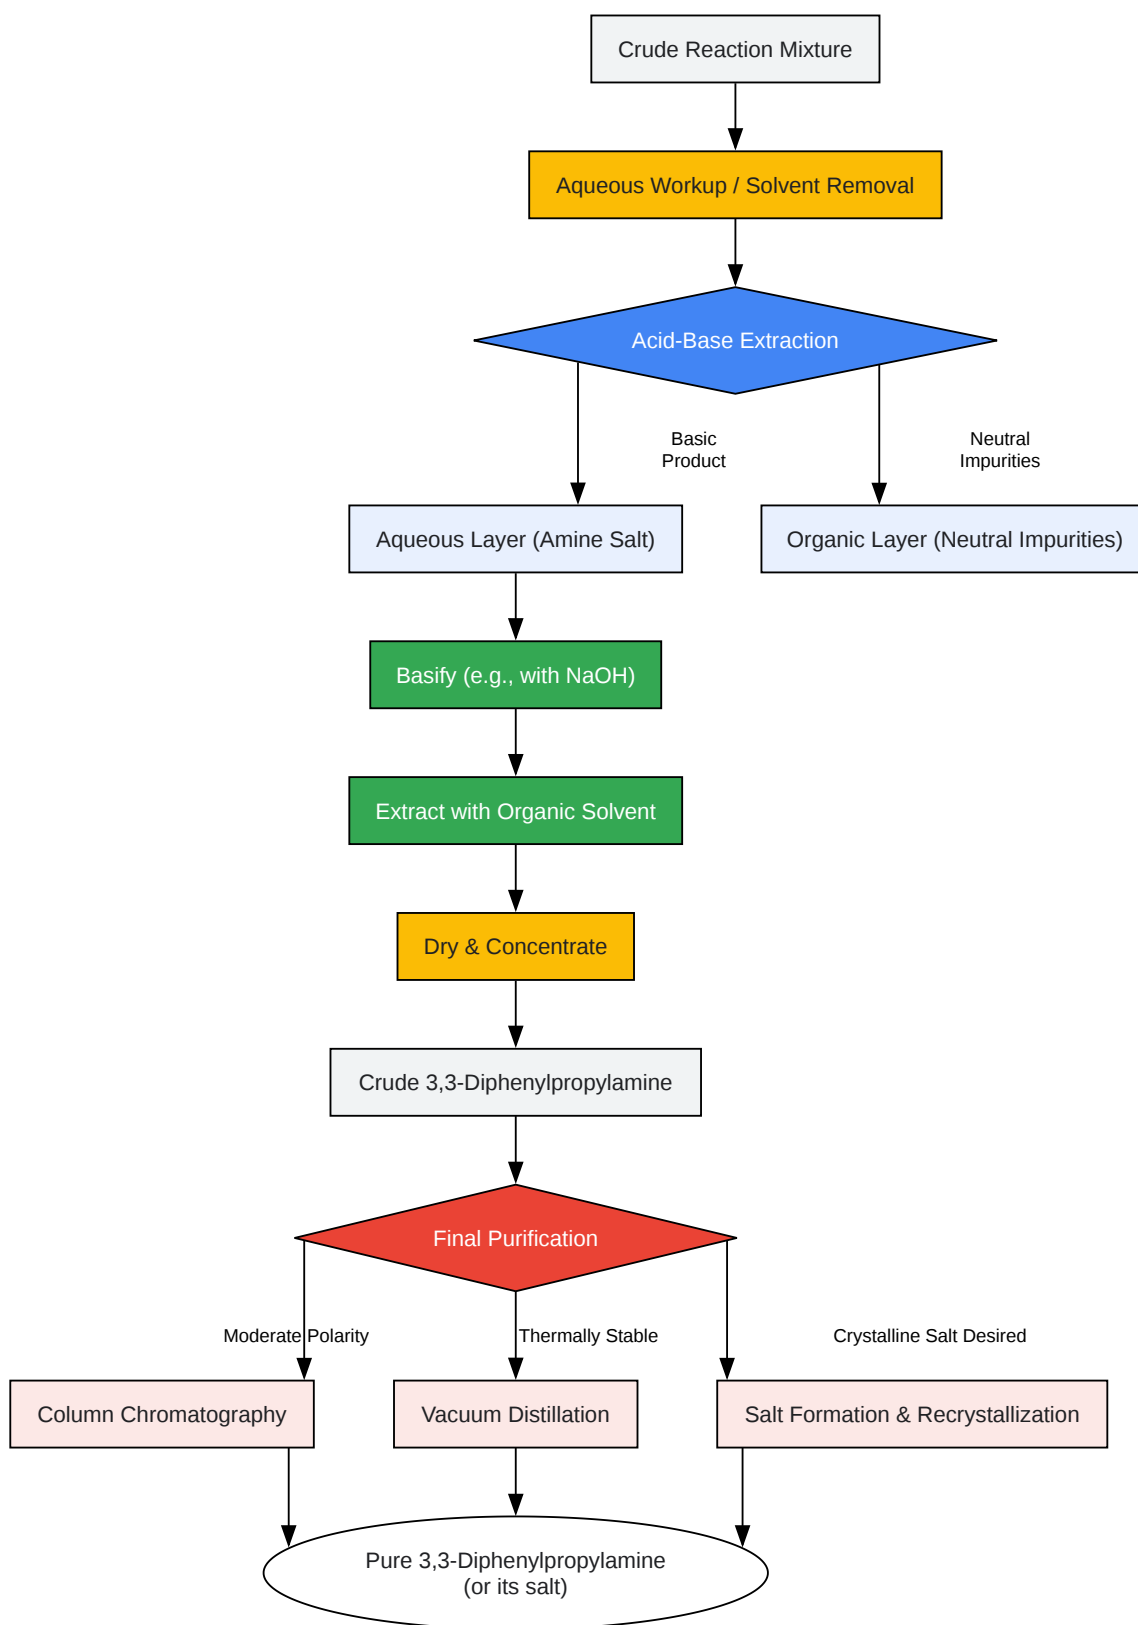 Crude Reaction Mixture
Aqueous Workup / Solvent Removal
Acid-Base Extraction
Basic
Product
Neutral
Impurities
Aqueous Layer (Amine Salt)
Organic Layer (Neutral Impurities)
Basify (e.g., with NaOH)
Extract with Organic Solvent
Dry & Concentrate
Crude 3,3-Diphenylpropylamine
Final Purification
Moderate Polarity
Thermally Stable
Crystalline Salt Desired
Column Chromatography
Vacuum Distillation
Salt Formation & Recrystallization
Pure 3,3-Diphenylpropylamine
(or its salt)